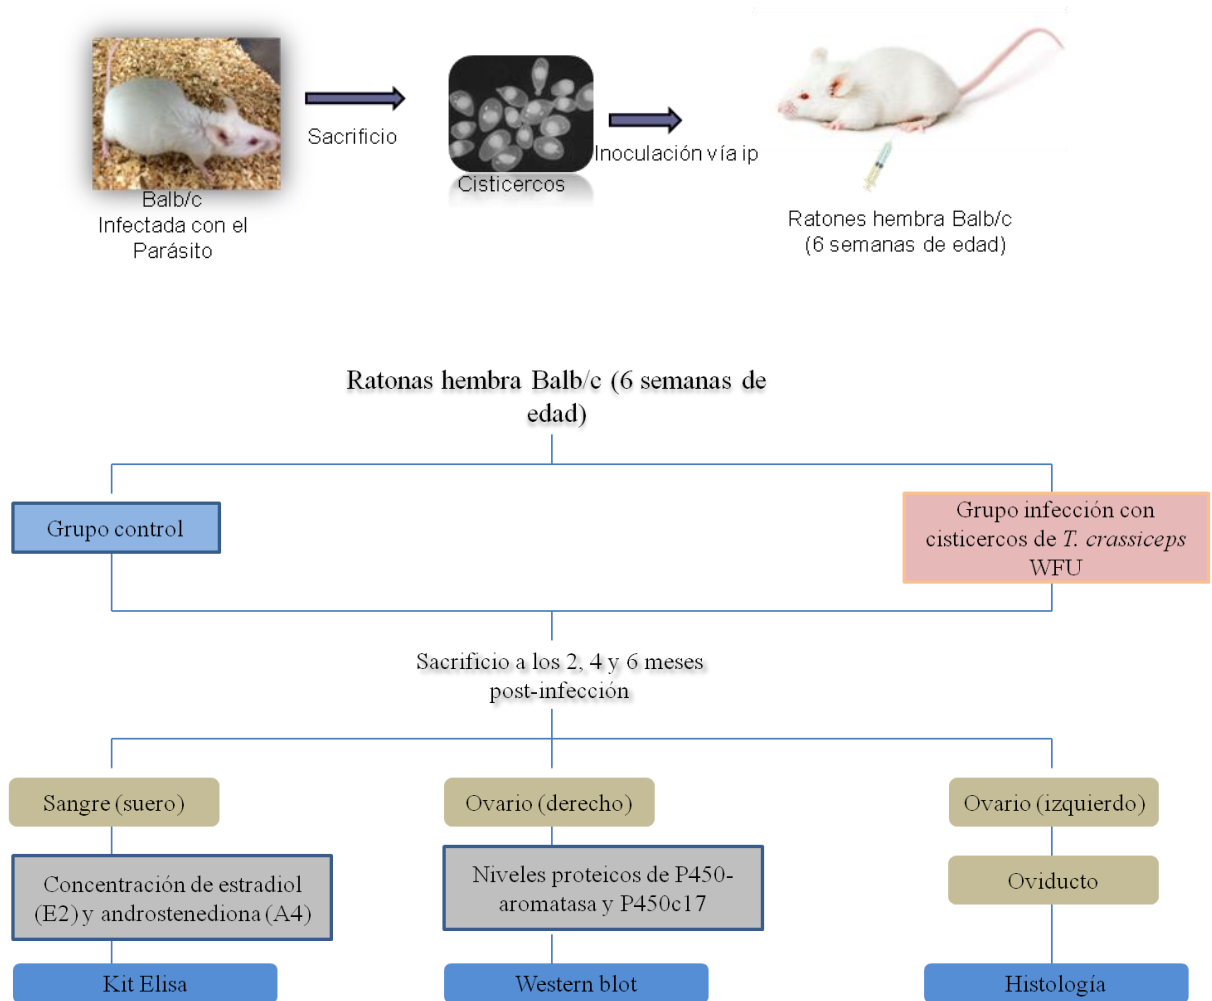 Sacrificio
Inoculación vía ip
Cisticercos
Balb/c
Infectada con el
Parásito
Ratones hembra Balb/c
(6 semanas de edad)
Ratonas hembra Balb/c (6 semanas de
edad)
Grupo control
Grupo infección con
cisticercos de T. crassiceps
WFU
Sacrificio a los 2, 4 y 6 meses
post-infección
Sangre (suero)
Ovario (derecho)
Ovario (izquierdo)
Concentración de estradiol
(E2) y androstenediona (A4)
Niveles proteicos de P450-
aromatasa y P450c17
Oviducto
Kit Elisa
Western blot
Histología